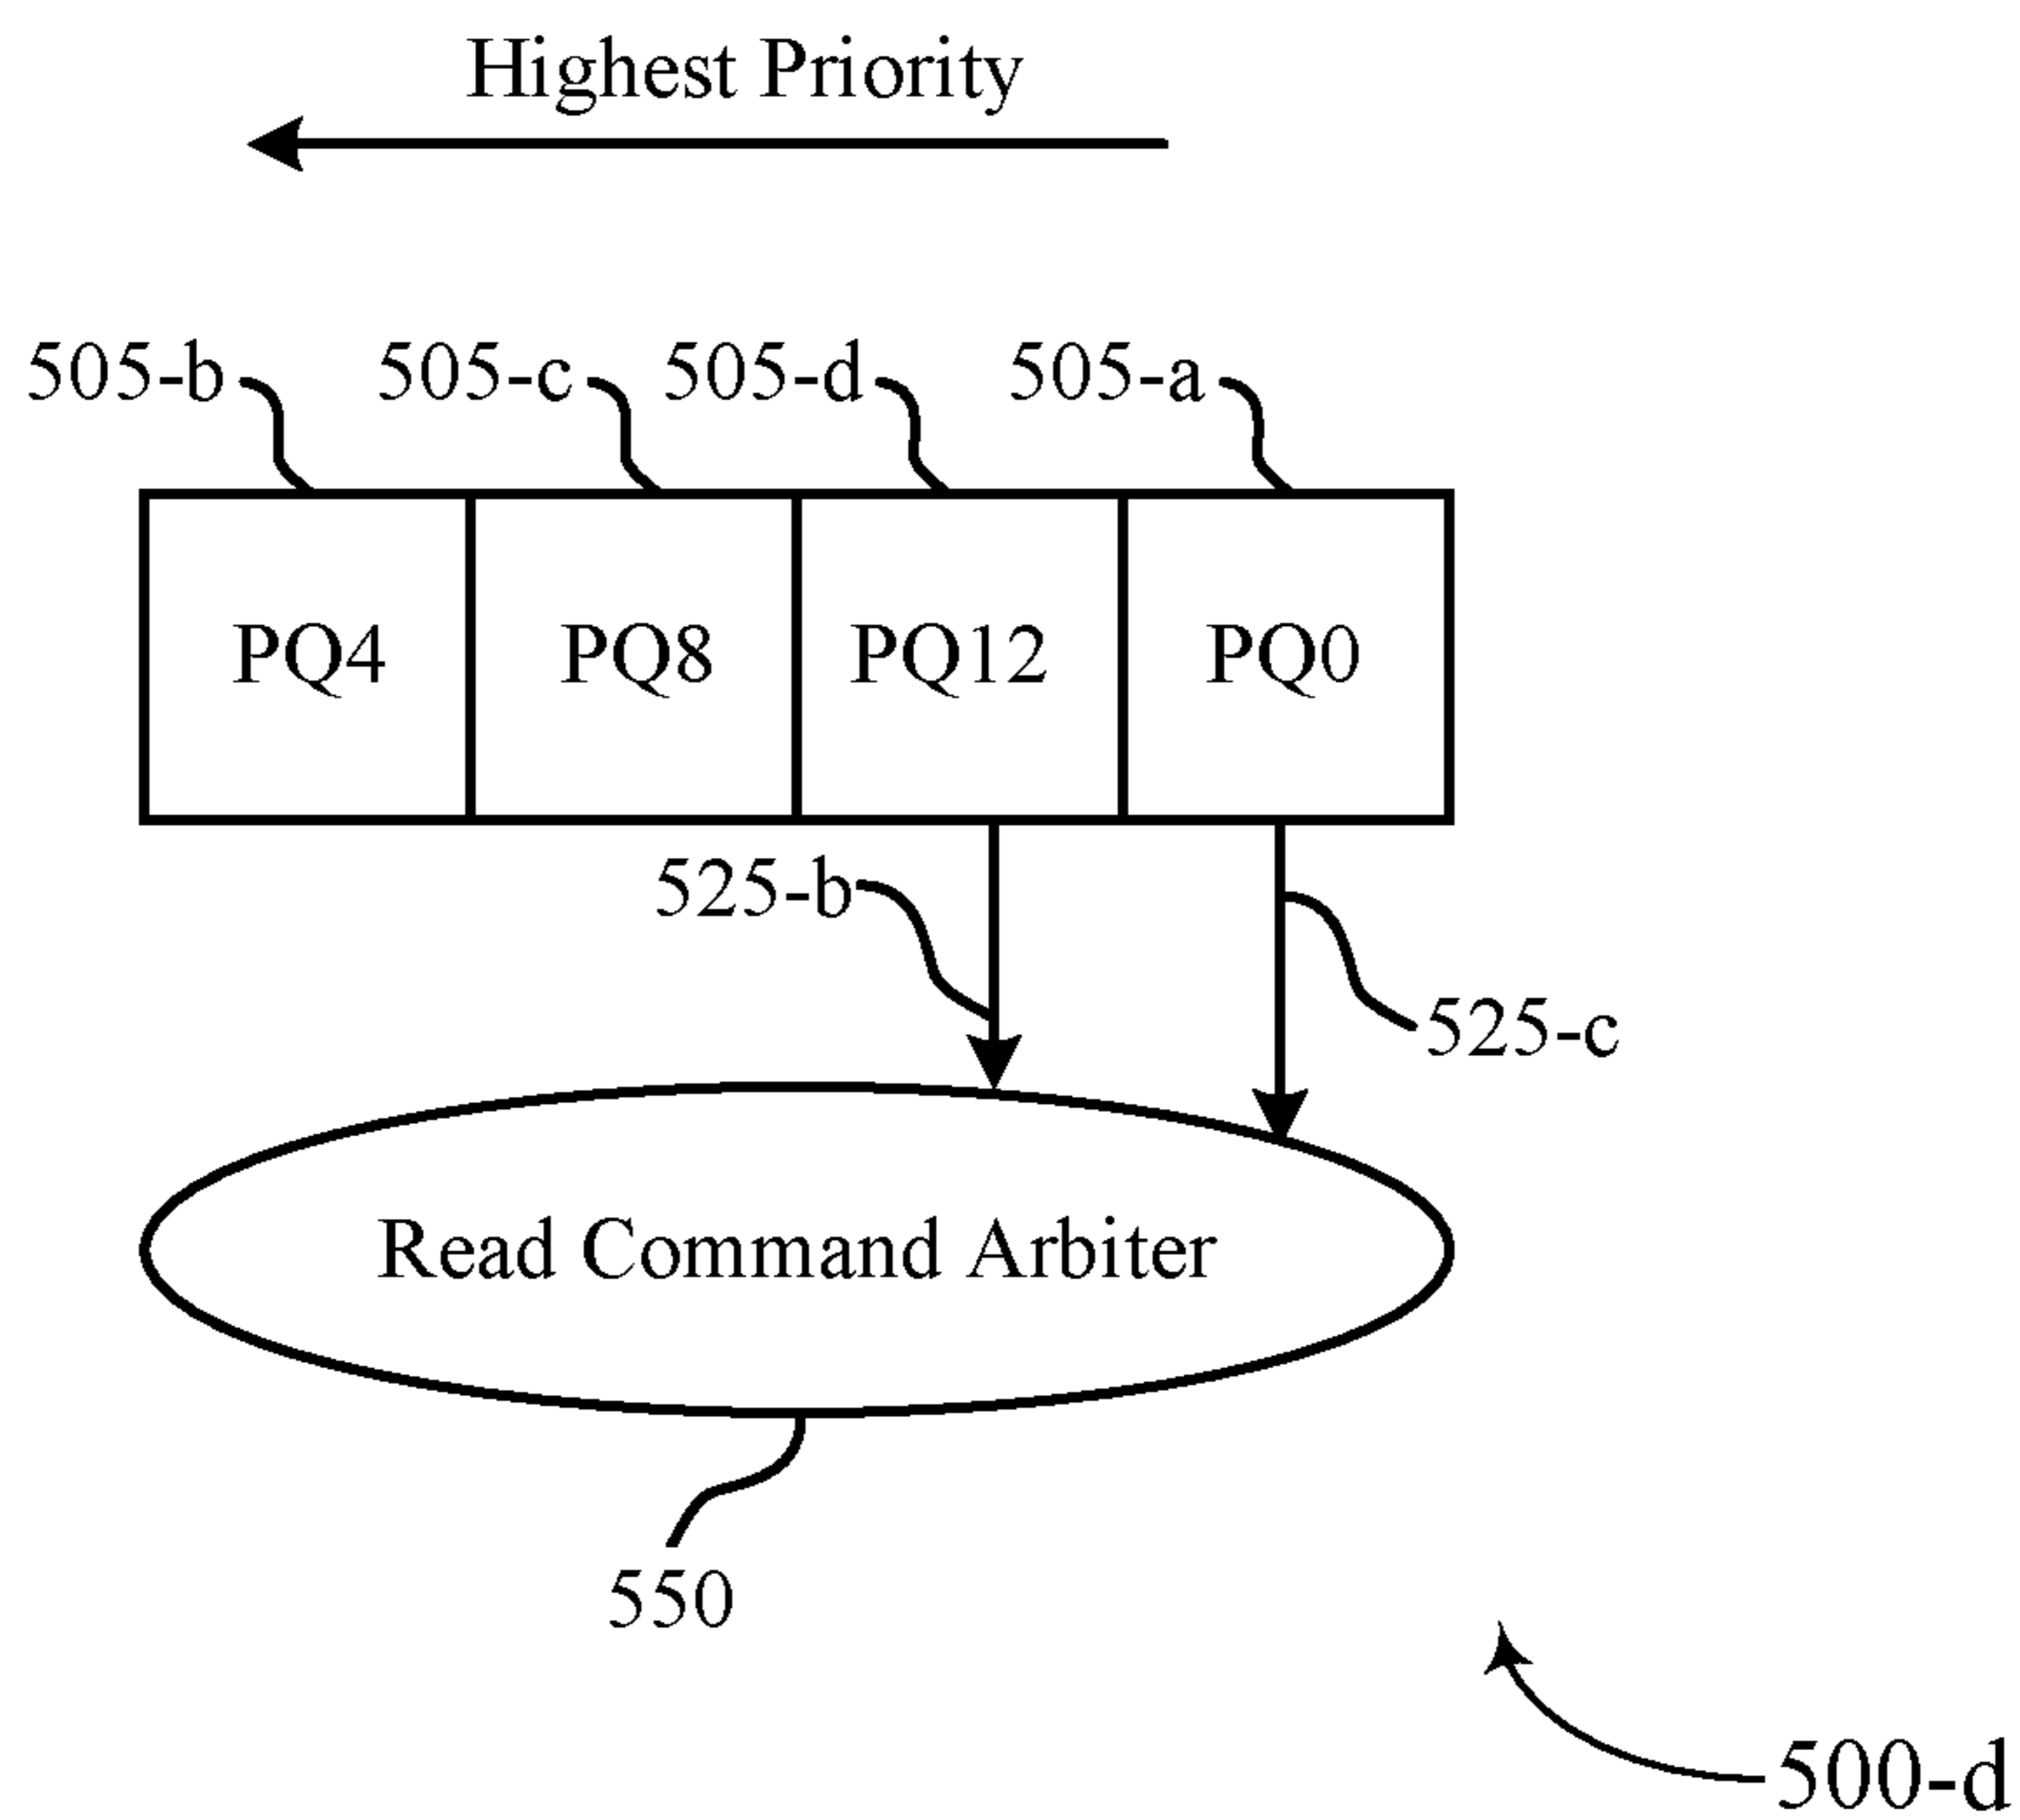 Highest Priority
505-b 505-c 505-d 505-a
PQ4 PQ8 PQ12 PQ0
525-b
525-c
Read Command Arbiter
550
500-d